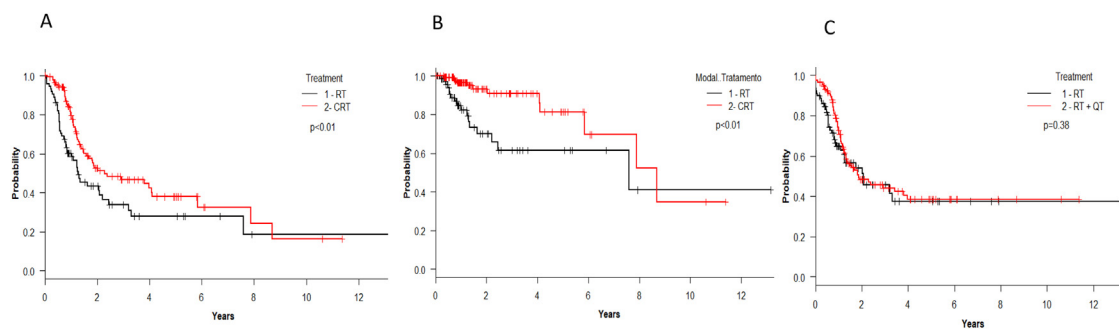 A
B
C
Treatment
1 - RT
2- CRT
p<0.01
Probability
1.0
0.8
0.6
0.4
0.2
0.0
0 2 4 6 8 10 12
Years
Modal. Tratamento
1 - RT
2- CRT
p<0.01
Probability
1.0
0.8
0.6
0.4
0.2
0.0
0 2 4 6 8 10 12
Years
Treatment
1 - RT
2 - RT + QT
p=0.38
Probability
1.0
0.8
0.6
0.4
0.2
0.0
0 2 4 6 8 10 12
Years